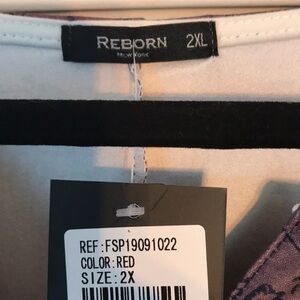 REBORN 2XL
NEW YORK
REF:FSP19091022
COLOR:RED
SIZE:2X